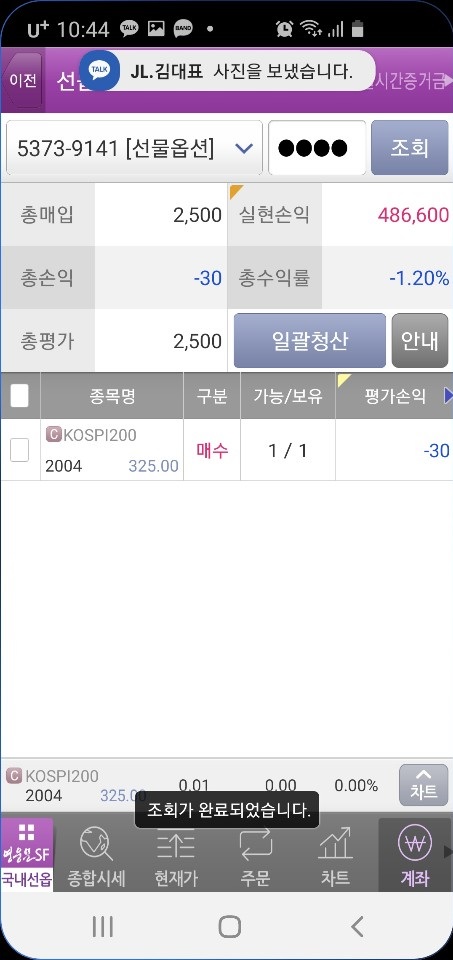 U+ 10:44 TALK BAND
TALK JL.김대표 사진을 보냈습니다.
이전 선 실시간증거금
5373-9141 [선물옵션] ●●●● 조회
총매입 2,500 실현손익 486,600
총손익 -30 총수익률 -1.20%
총평가 2,500 일괄청산 안내
종목명 구분 가능/보유 평가손익
C KOSPI200
2004 325.00 매수 1 / 1 -30
C KOSPI200
2004 325.0 0.01 0.00 0.00% 차트
조회가 완료되었습니다.
영웅문SF
국내선옵 종합시세 현재가 주문 차트 계좌